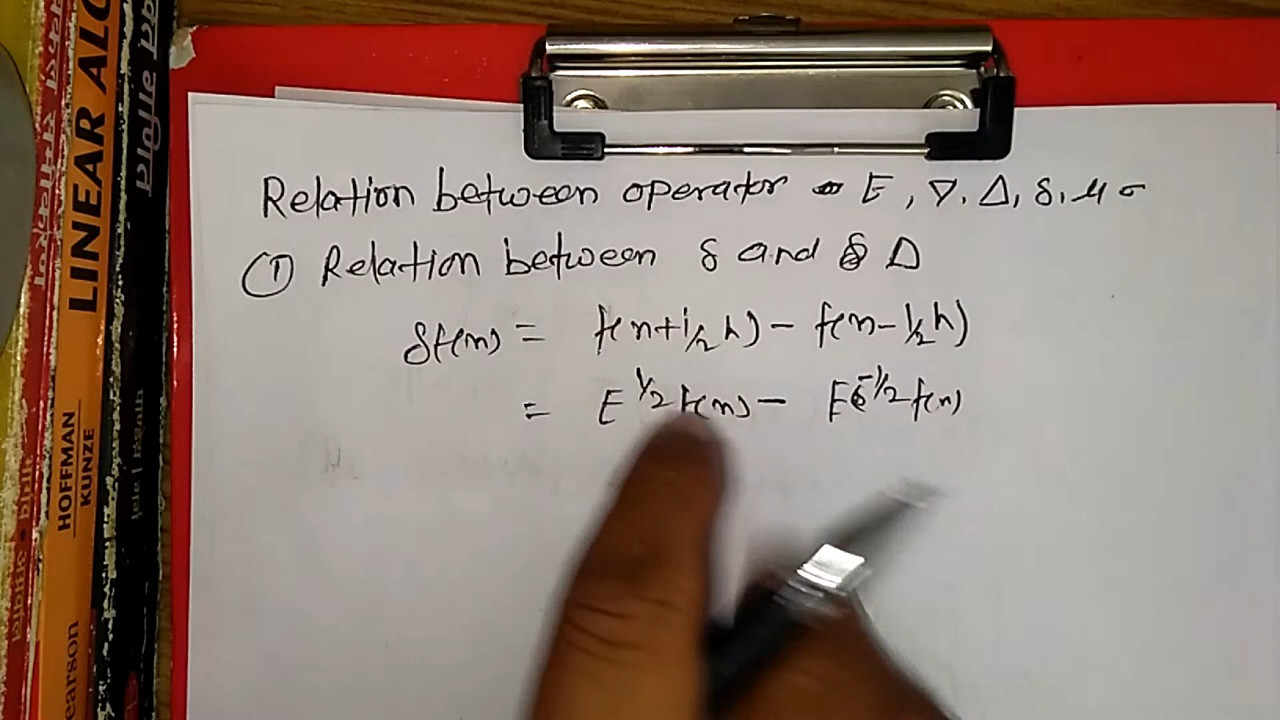 Relation between operator E, ∇, Δ, δ, μ σ
① Relation between δ and Δ
δf(n) = f(n+1/2h) - f(n-1/2h)
= E^1/2 f(n) - E^-1/2 f(n)
LINEAR ALG
HOFFMAN
KUNZE
earson